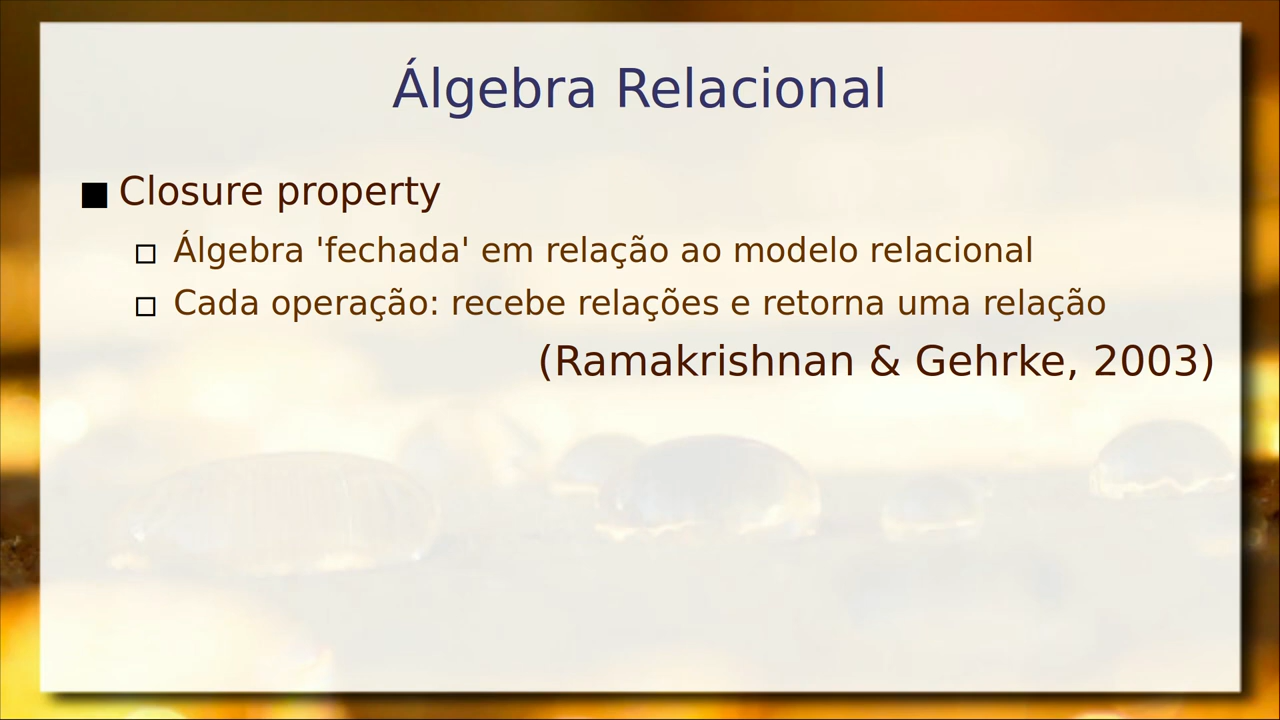 Álgebra Relacional
Closure property
Álgebra 'fechada' em relação ao modelo relacional
Cada operação: recebe relações e retorna uma relação
(Ramakrishnan & Gehrke, 2003)